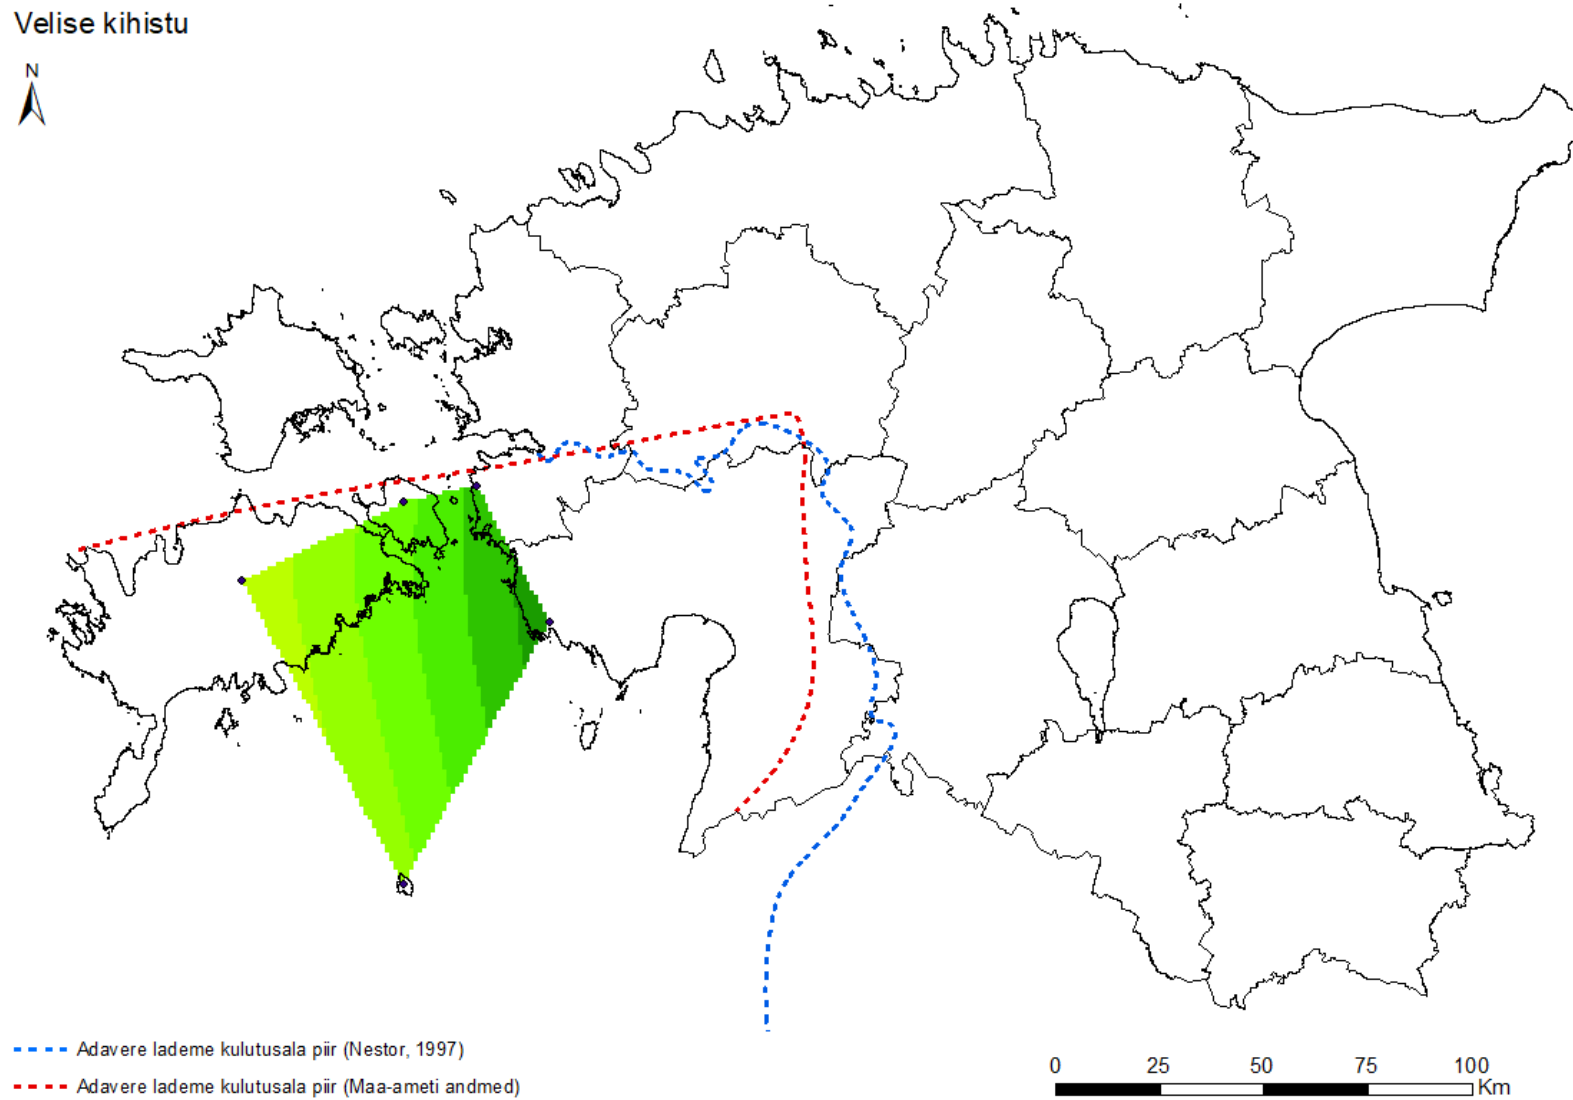 Velise kihistu
N
Adavere lademe kulutusala piir (Nestor, 1997)
Adavere lademe kulutusala piir (Maa-ameti andmed)
0 25 50 75 100
Km